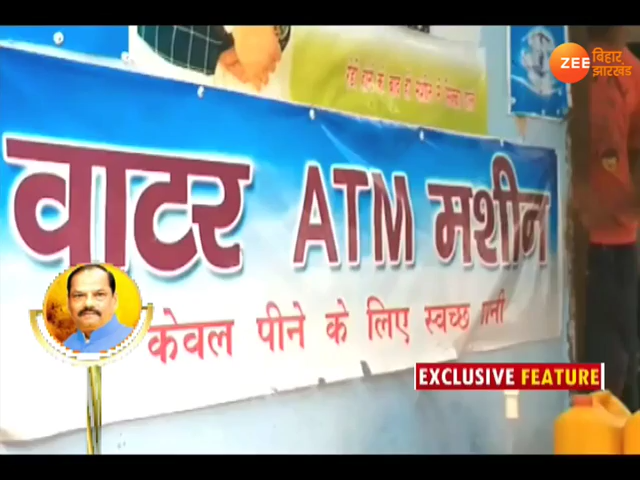 ZEE बिहार झारखंड
वाटर ATM मशीन
केवल पीने के लिए स्वच्छ पानी
EXCLUSIVE FEATURE